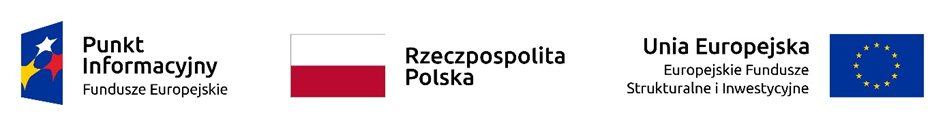 Punkt
Informacyjny
Fundusze Europejskie
Rzeczpospolita
Polska
Unia Europejska
Europejskie Fundusze
Strukturalne i Inwestycyjne